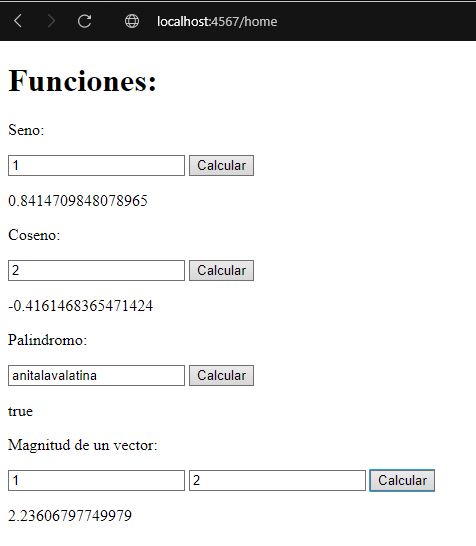 localhost:4567/home
Funciones:
Seno:
1 Calcular
0.8414709848078965
Coseno:
2 Calcular
-0.4161468365471424
Palindromo:
anitalavalatina Calcular
true
Magnitud de un vector:
1 2 Calcular
2.23606797749979